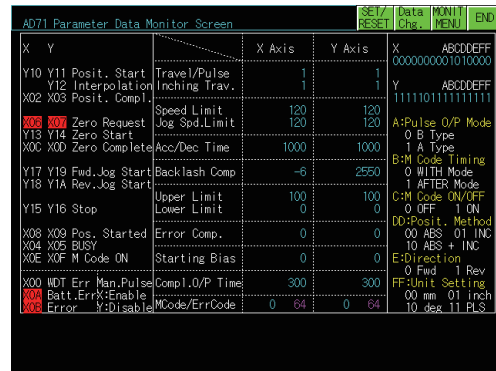 AD71 Parameter Data Monitor Screen
SET/ RESET
Data Chg.
MONIT MENU
END
X Y X Axis Y Axis X ABCDDEFF
0000000001010000
Y10 Y11 Posit. Start Travel/Pulse 1 1
Y12 Interpolation Inching Trav. 1 1 Y ABCDDEFF
X02 X03 Posit. Compl. 1111101111111111
Speed Limit 120 120
X06 X07 Zero Request Jog Spd.Limit 120 120 A:Pulse O/P Mode
Y13 Y14 Zero Start 0 B Type
X0C X0D Zero Complete Acc/Dec Time 1000 1000 1 A Type
B:M Code Timing
Y17 Y19 Fwd.Jog Start Backlash Comp -6 2550 0 WITH Mode
Y18 Y1A Rev.Jog Start 1 AFTER Mode
Upper Limit 100 100 C:M Code ON/OFF
Y15 Y16 Stop Lower Limit 0 0 0 OFF 1 ON
DD:Posit. Method
X08 X09 Pos. Started Error Comp. 0 0 00 ABS 01 INC
X04 X05 BUSY 10 ABS + INC
X0E X0F M Code ON Starting Bias 0 0 E:Direction
0 Fwd 1 Rev
X00 WDT Err Man.Pulse Compl.O/P Time 300 300 FF:Unit Setting
X0A Batt.Err X:Enable 00 mm 01 inch
X0B Error Y:Disable MCode/ErrCode 0 64 0 64 10 deg 11 PLS